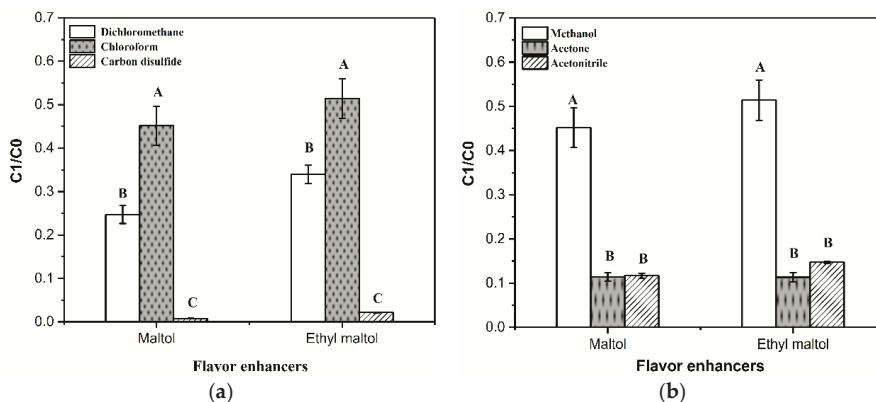 0.7
0.6
0.5
0.4
0.3
0.2
0.1
0.0
C1/C0
Dichloromethane
Chloroform
Carbon disulfide
B
A
C
B
A
C
Maltol
Ethyl maltol
Flavor enhancers
(a)
0.7
0.6
0.5
0.4
0.3
0.2
0.1
0.0
C1/C0
Methanol
Acetone
Acetonitrile
A
B
B
A
B
B
Maltol
Ethyl maltol
Flavor enhancers
(b)